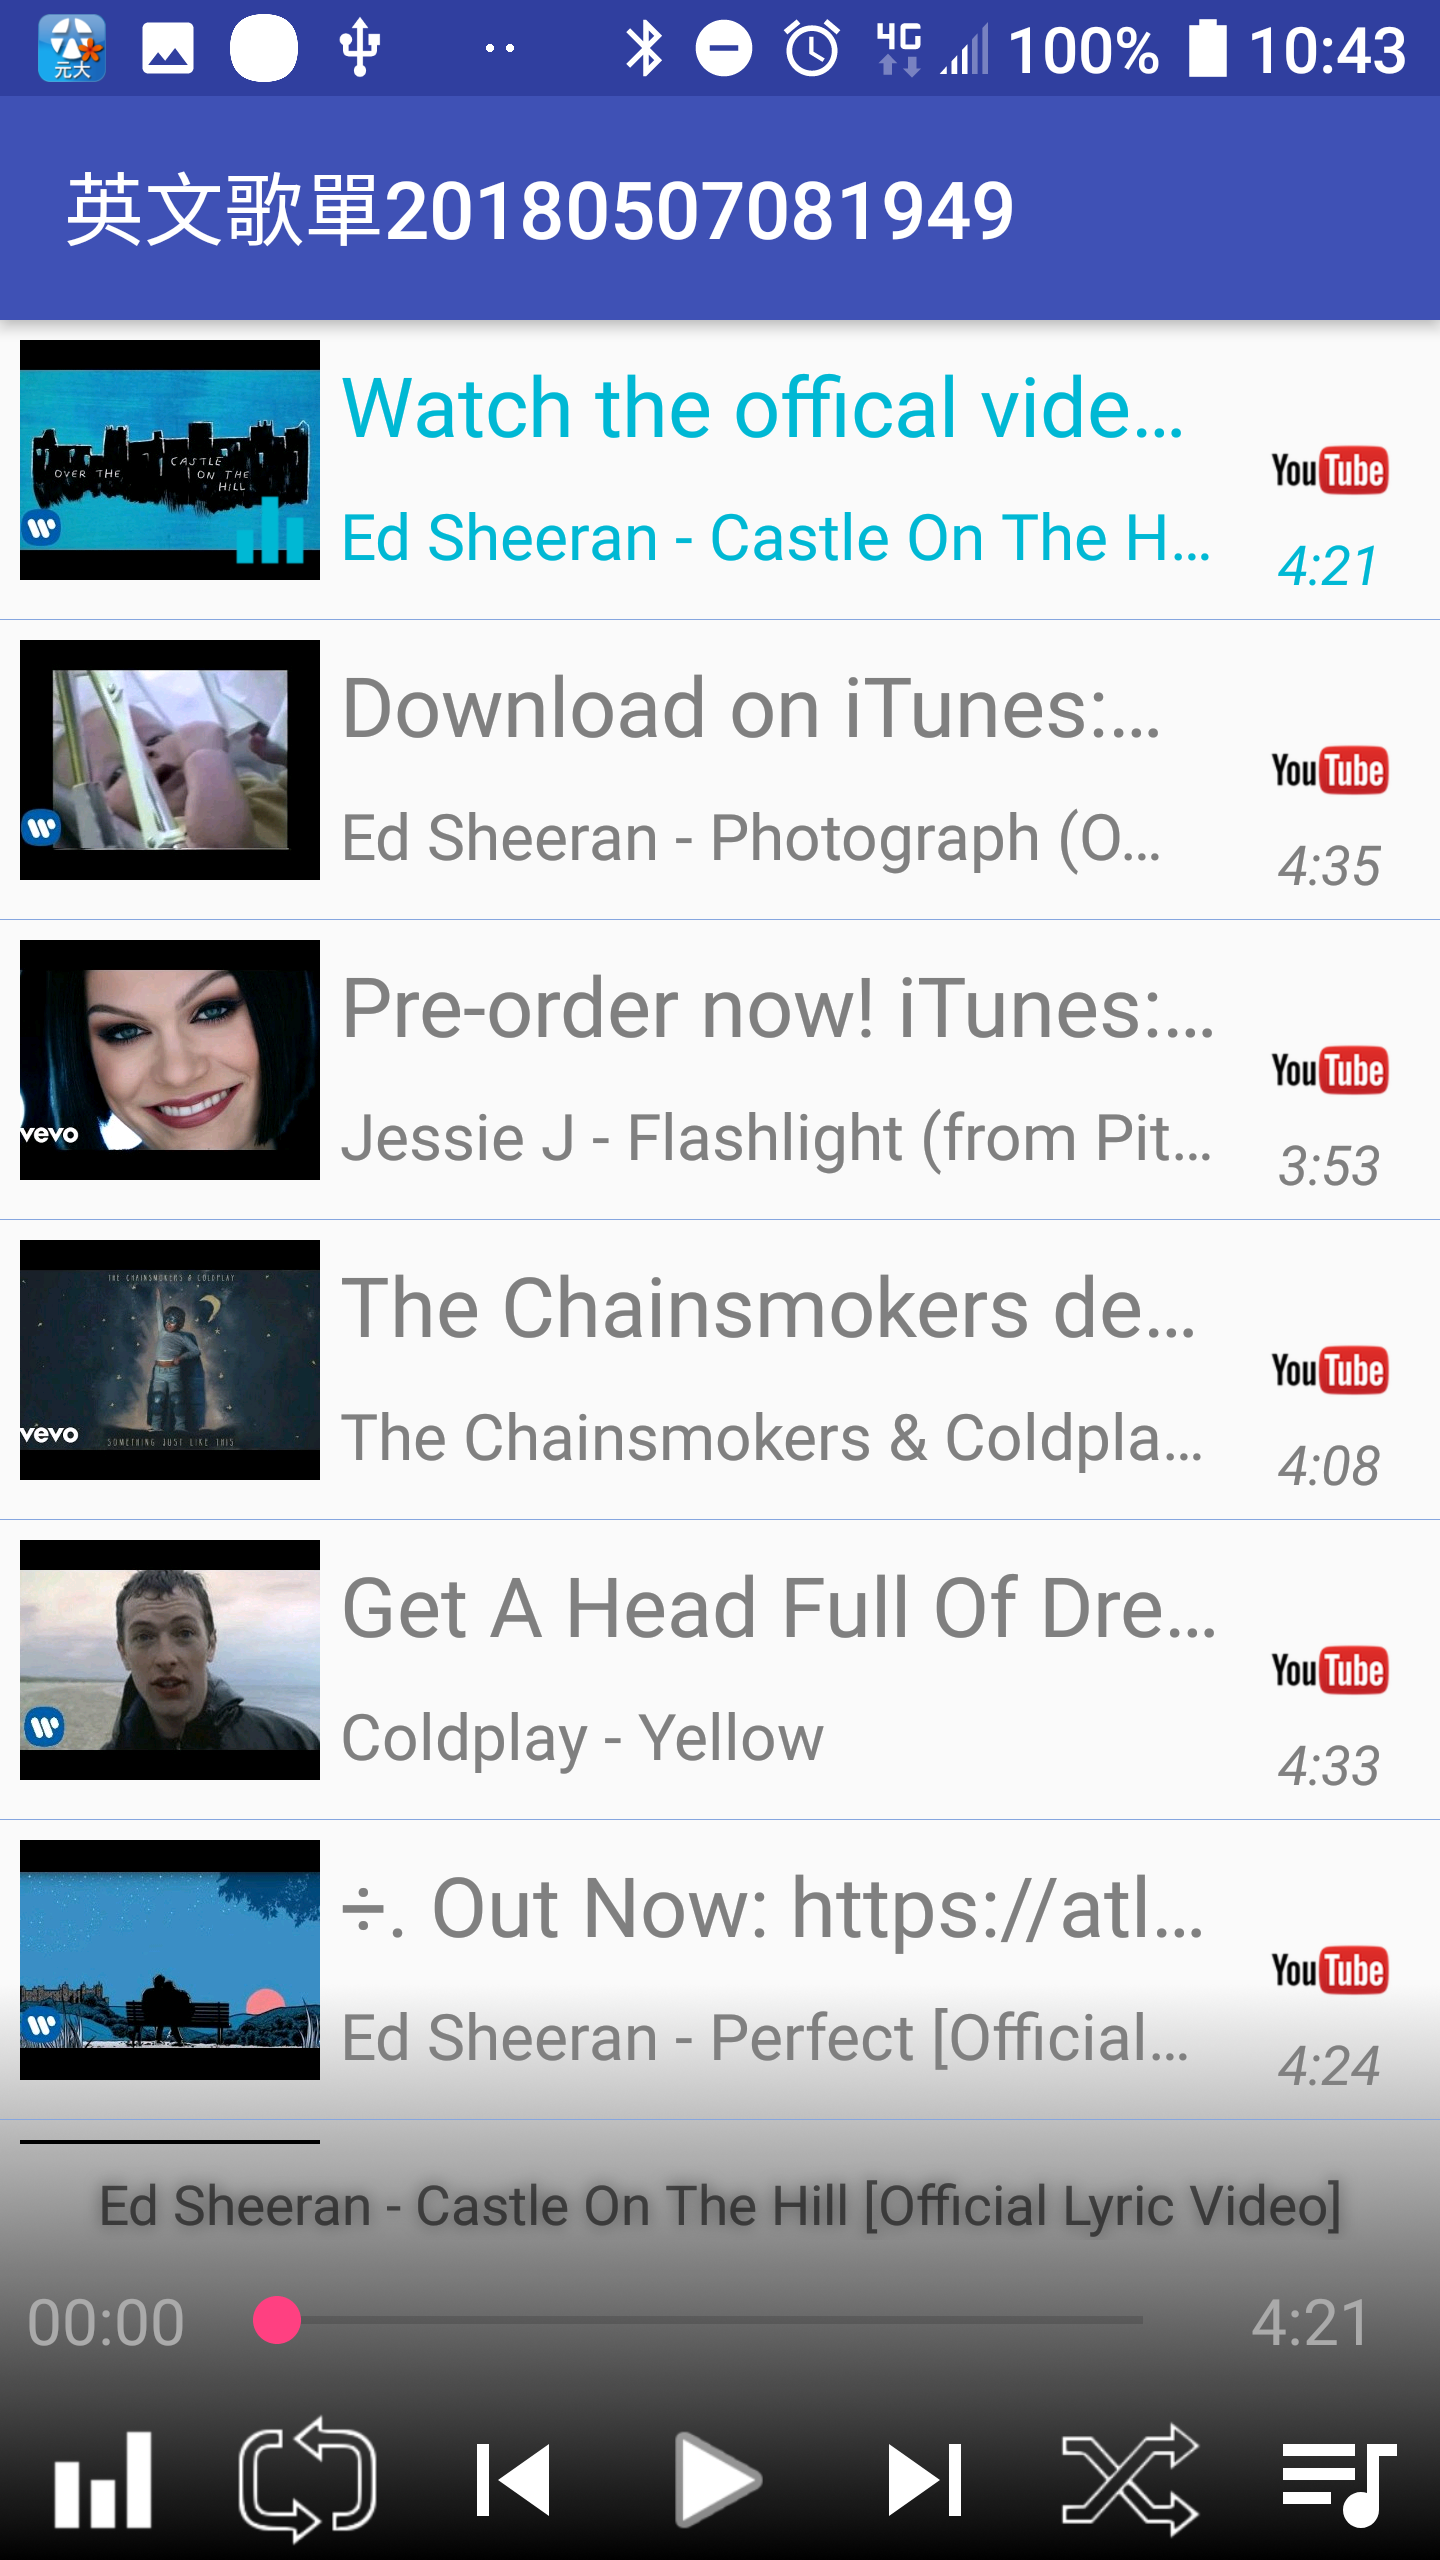 元大
4G
100%
10:43
英文歌單20180507081949
OVER THE CASTLE
ON THE
HILL
Watch the offical vide...
Ed Sheeran - Castle On The H...
YouTube
4:21
Download on iTunes:...
Ed Sheeran - Photograph (O...
YouTube
4:35
vevo
Pre-order now! iTunes:...
Jessie J - Flashlight (from Pit...
YouTube
3:53
THE CHAINSMOKERS & COLDPLAY
vevo
SOMETHING JUST LIKE THIS
The Chainsmokers de...
The Chainsmokers & Coldpla...
YouTube
4:08
Get A Head Full Of Dre...
Coldplay - Yellow
YouTube
4:33
÷. Out Now: https://atl...
Ed Sheeran - Perfect [Official...
YouTube
4:24
Ed Sheeran - Castle On The Hill [Official Lyric Video]
00:00
4:21